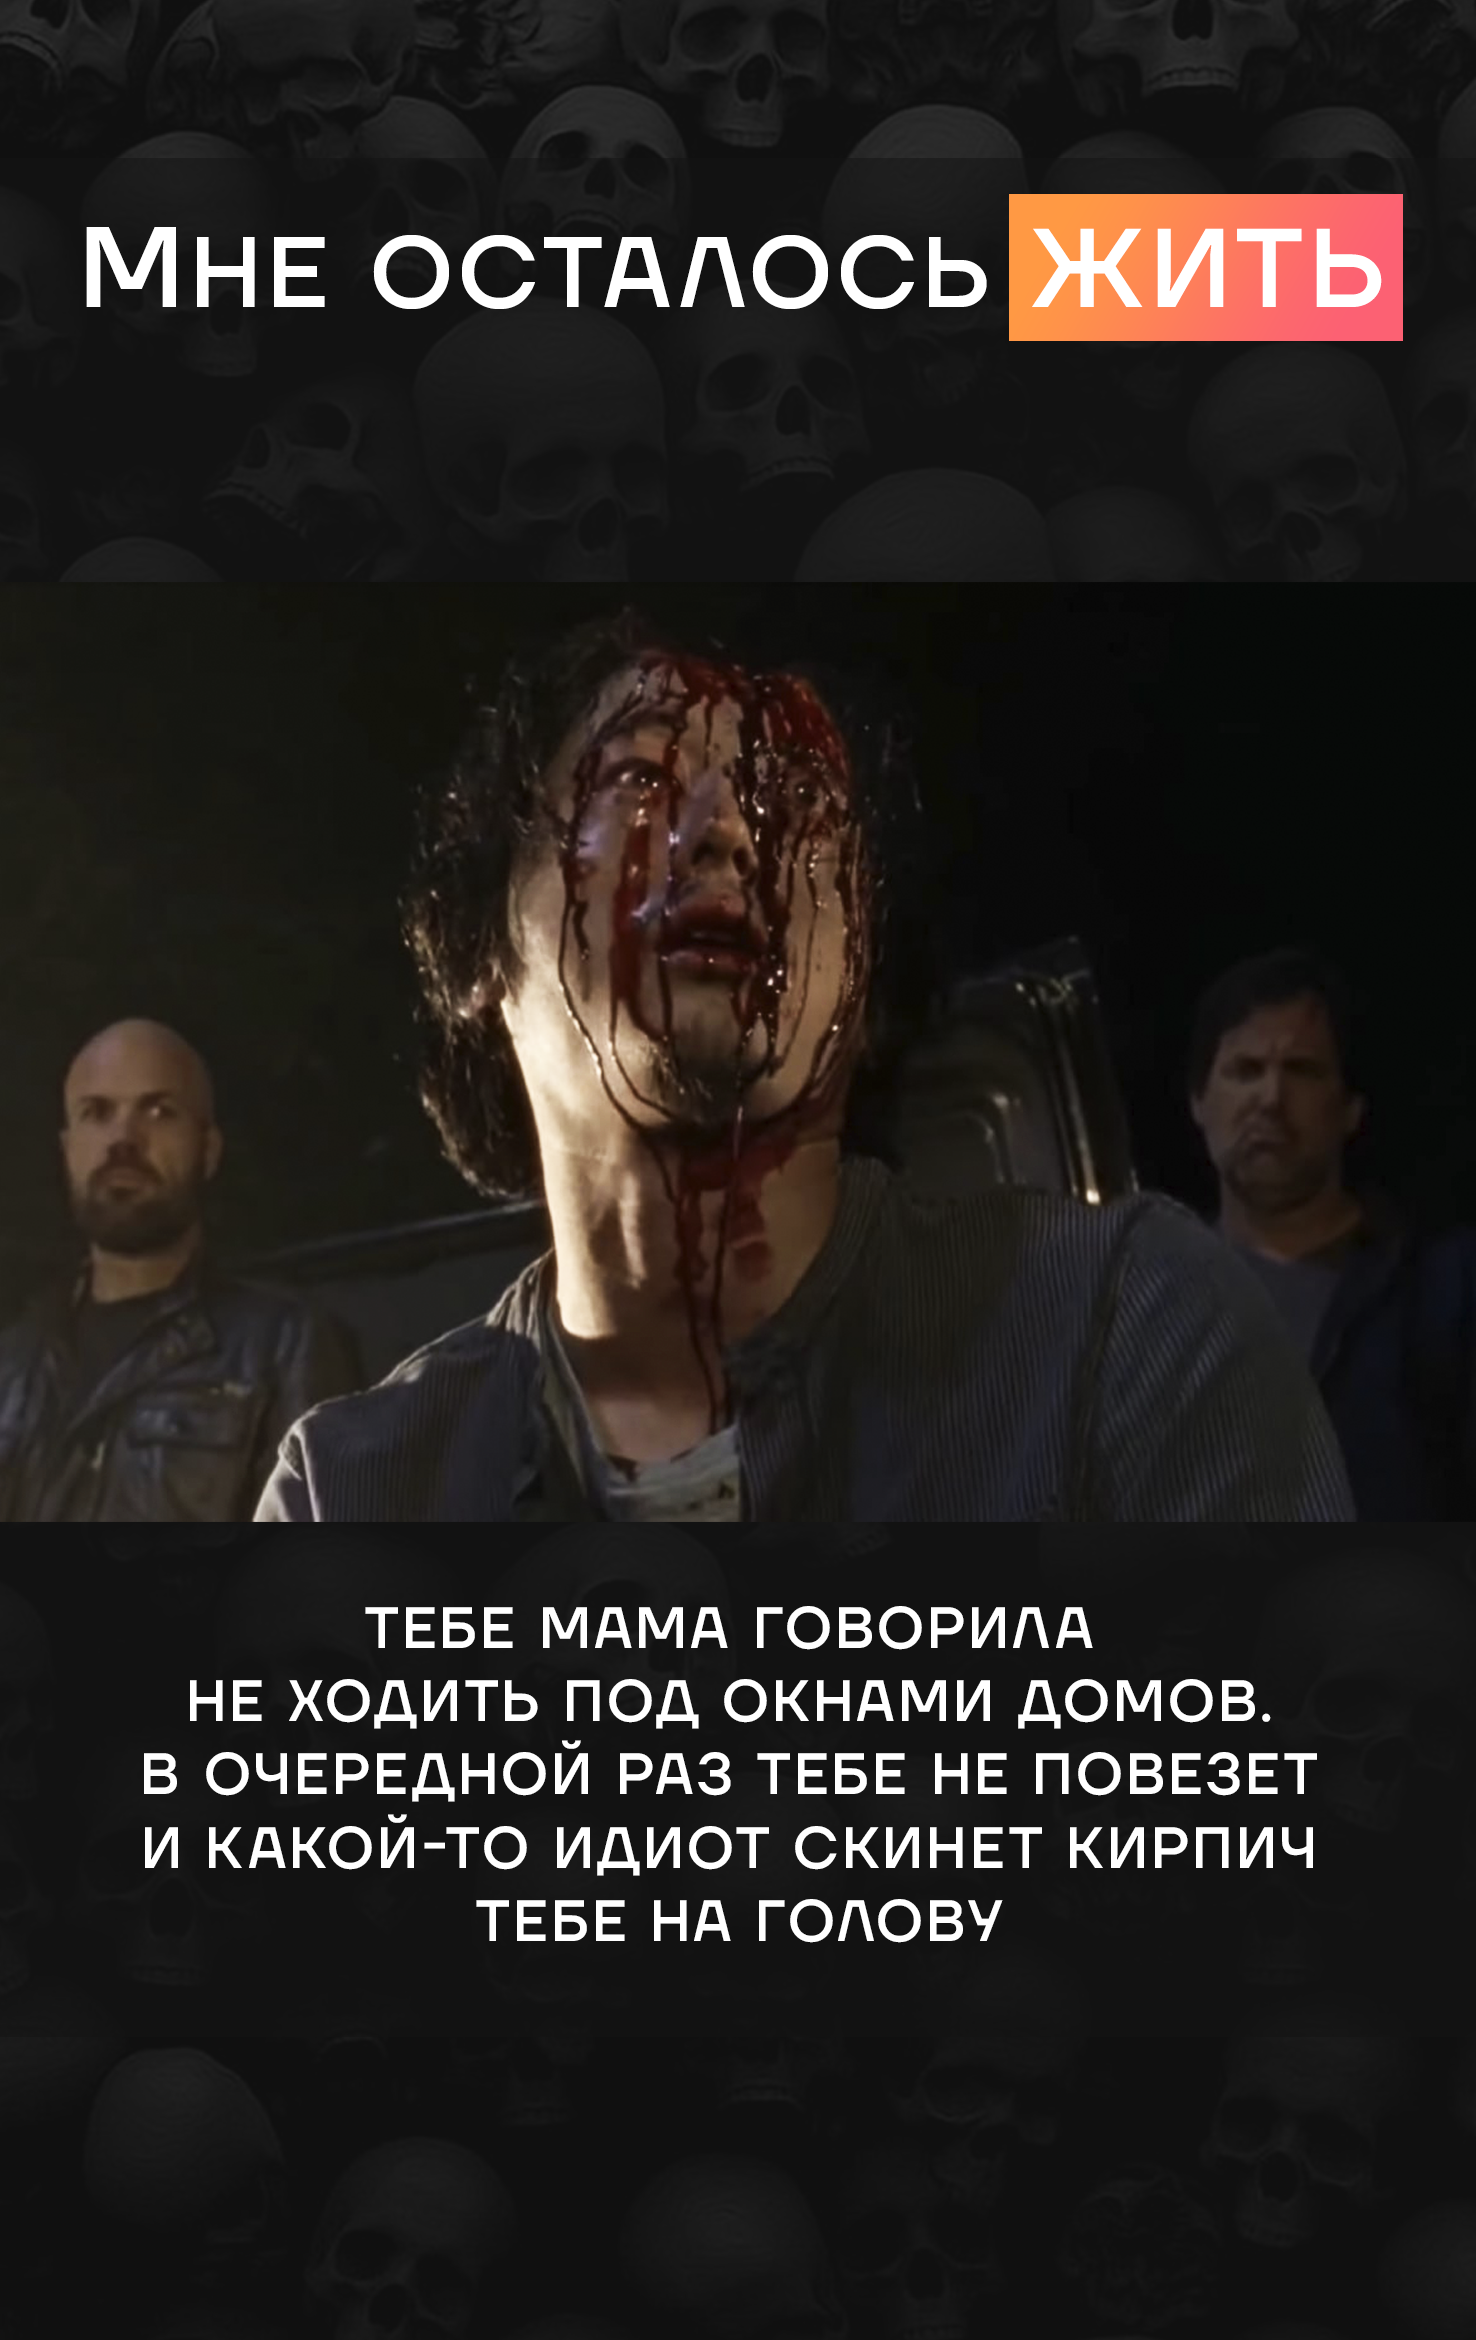 Мне осталось жить
ТЕБЕ МАМА ГОВОРИЛА
НЕ ХОДИТЬ ПОД ОКНАМИ ДОМОВ.
В ОЧЕРЕДНОЙ РАЗ ТЕБЕ НЕ ПОВЕЗЕТ
И КАКОЙ-ТО ИДИОТ СКИНЕТ КИРПИЧ
ТЕБЕ НА ГОЛОВУ